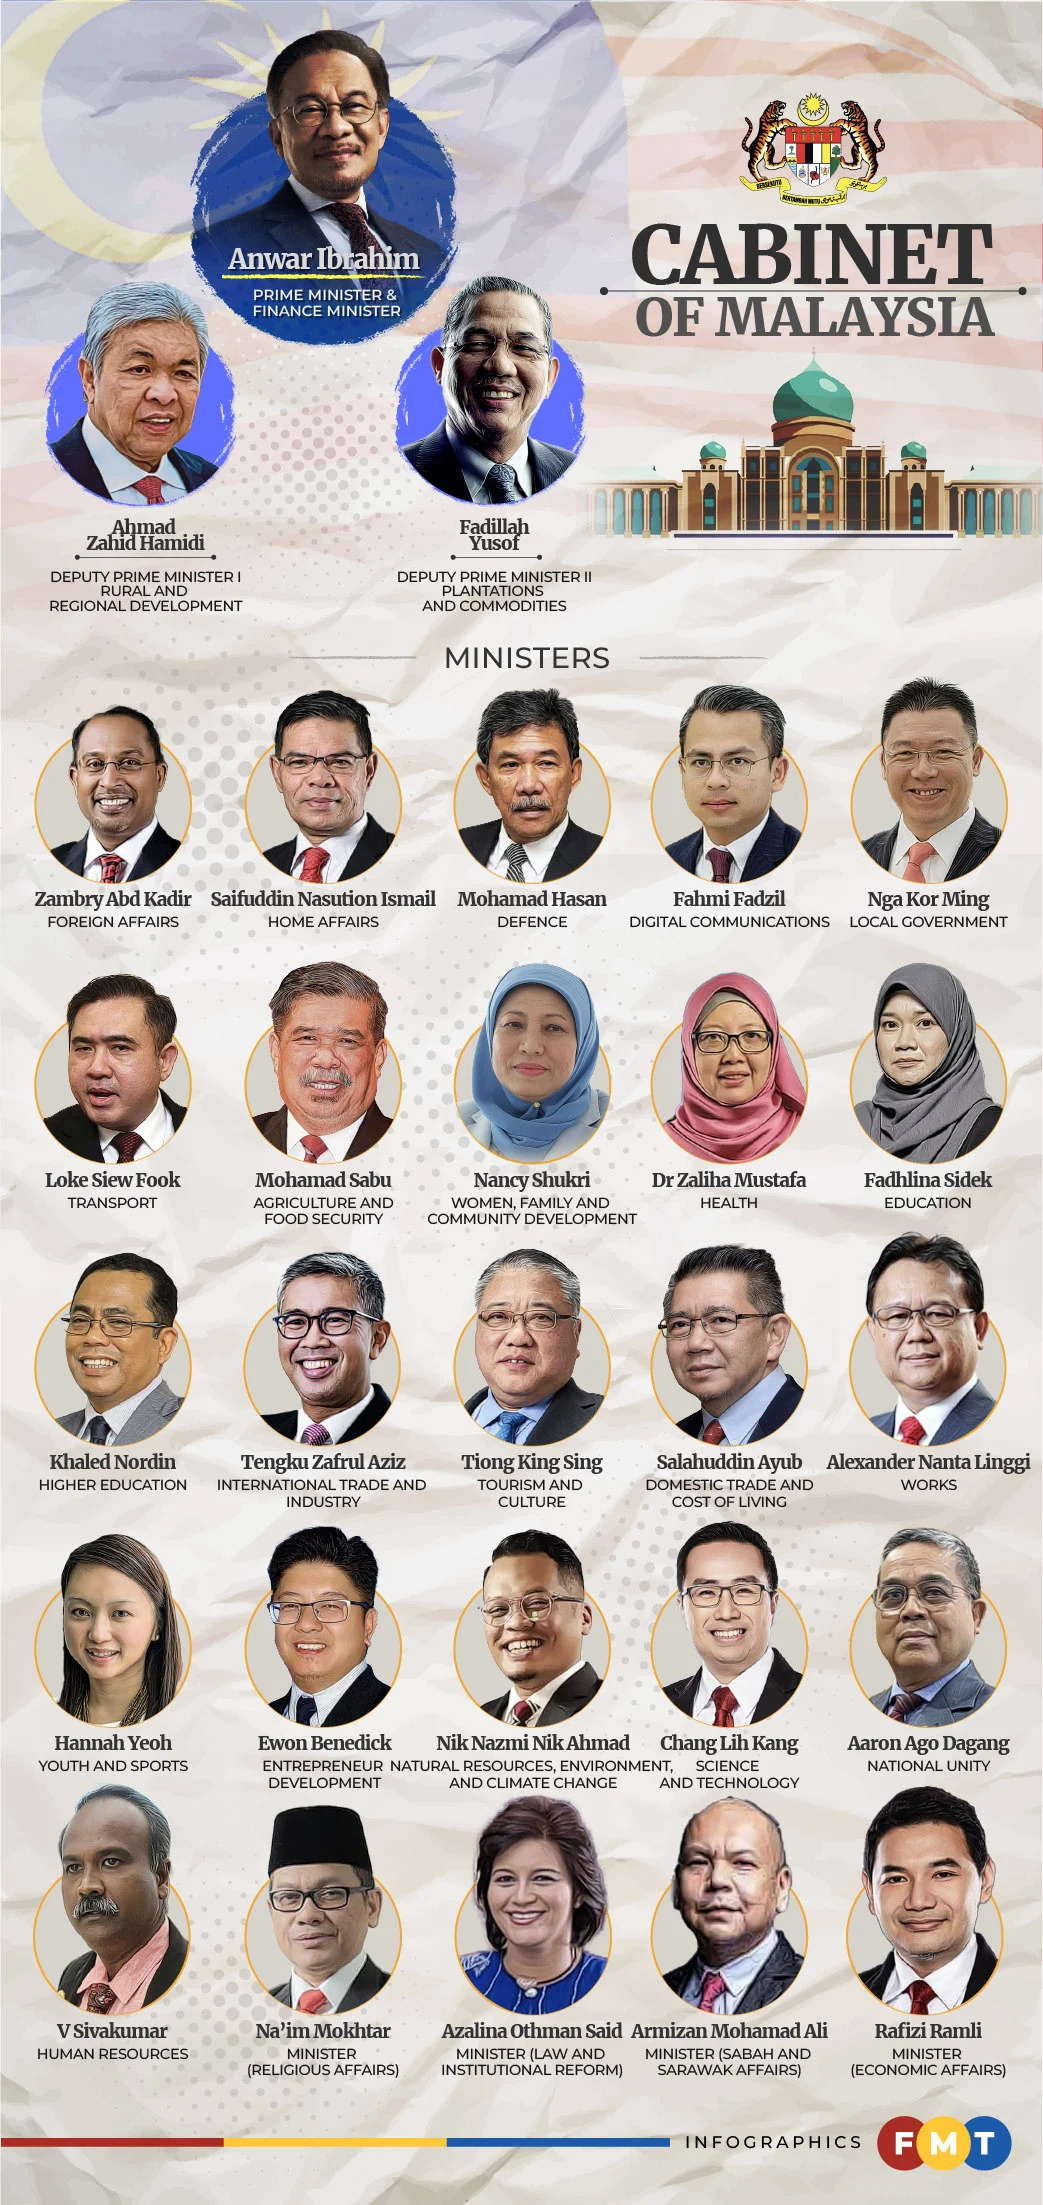 BERSEKUTU
BERTAMBAH MUTU
CABINET
OF MALAYSIA
Anwar Ibrahim
PRIME MINISTER &
FINANCE MINISTER
Ahmad
Zahid Hamidi
DEPUTY PRIME MINISTER I
RURAL AND
REGIONAL DEVELOPMENT
Fadillah
Yusof
DEPUTY PRIME MINISTER II
PLANTATIONS
AND COMMODITIES
MINISTERS
Zambry Abd Kadir
FOREIGN AFFAIRS
Saifuddin Nasution Ismail
HOME AFFAIRS
Mohamad Hasan
DEFENCE
Fahmi Fadzil
DIGITAL COMMUNICATIONS
Nga Kor Ming
LOCAL GOVERNMENT
Loke Siew Fook
TRANSPORT
Mohamad Sabu
AGRICULTURE AND
FOOD SECURITY
Nancy Shukri
WOMEN, FAMILY AND
COMMUNITY DEVELOPMENT
Dr Zaliha Mustafa
HEALTH
Fadhlina Sidek
EDUCATION
Khaled Nordin
HIGHER EDUCATION
Tengku Zafrul Aziz
INTERNATIONAL TRADE AND
INDUSTRY
Tiong King Sing
TOURISM AND
CULTURE
Salahuddin Ayub
DOMESTIC TRADE AND
COST OF LIVING
Alexander Nanta Linggi
WORKS
Hannah Yeoh
YOUTH AND SPORTS
Ewon Benedick
ENTREPRENEUR
DEVELOPMENT
Nik Nazmi Nik Ahmad
NATURAL RESOURCES, ENVIRONMENT,
AND CLIMATE CHANGE
Chang Lih Kang
SCIENCE
AND TECHNOLOGY
Aaron Ago Dagang
NATIONAL UNITY
V Sivakumar
HUMAN RESOURCES
Na’im Mokhtar
MINISTER
(RELIGIOUS AFFAIRS)
Azalina Othman Said
MINISTER (LAW AND
INSTITUTIONAL REFORM)
Armizan Mohamad Ali
MINISTER (SABAH AND
SARAWAK AFFAIRS)
Rafizi Ramli
MINISTER
(ECONOMIC AFFAIRS)
INFOGRAPHICS
FMT